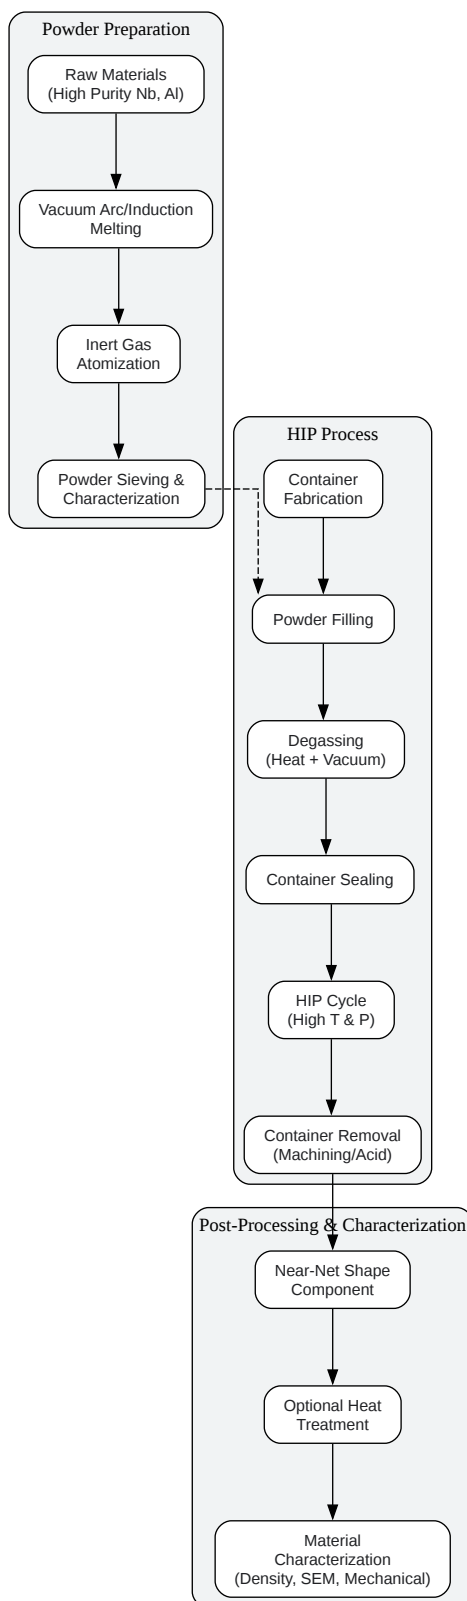 Powder Preparation
Raw Materials
(High Purity Nb, Al)
Vacuum Arc/Induction
Melting
Inert Gas
Atomization
Powder Sieving &
Characterization
HIP Process
Container
Fabrication
Powder Filling
Degassing
(Heat + Vacuum)
Container Sealing
HIP Cycle
(High T & P)
Container Removal
(Machining/Acid)
Post-Processing & Characterization
Near-Net Shape
Component
Optional Heat
Treatment
Material
Characterization
(Density, SEM, Mechanical)